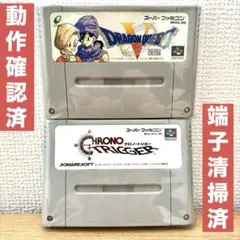 動作確認済
スーパーファミコン
DRAGON QUEST
V
スーパーファミコン
CHRONO
TRIGGER
クロノ・トリガー
SQUARESOFT
端子清掃済